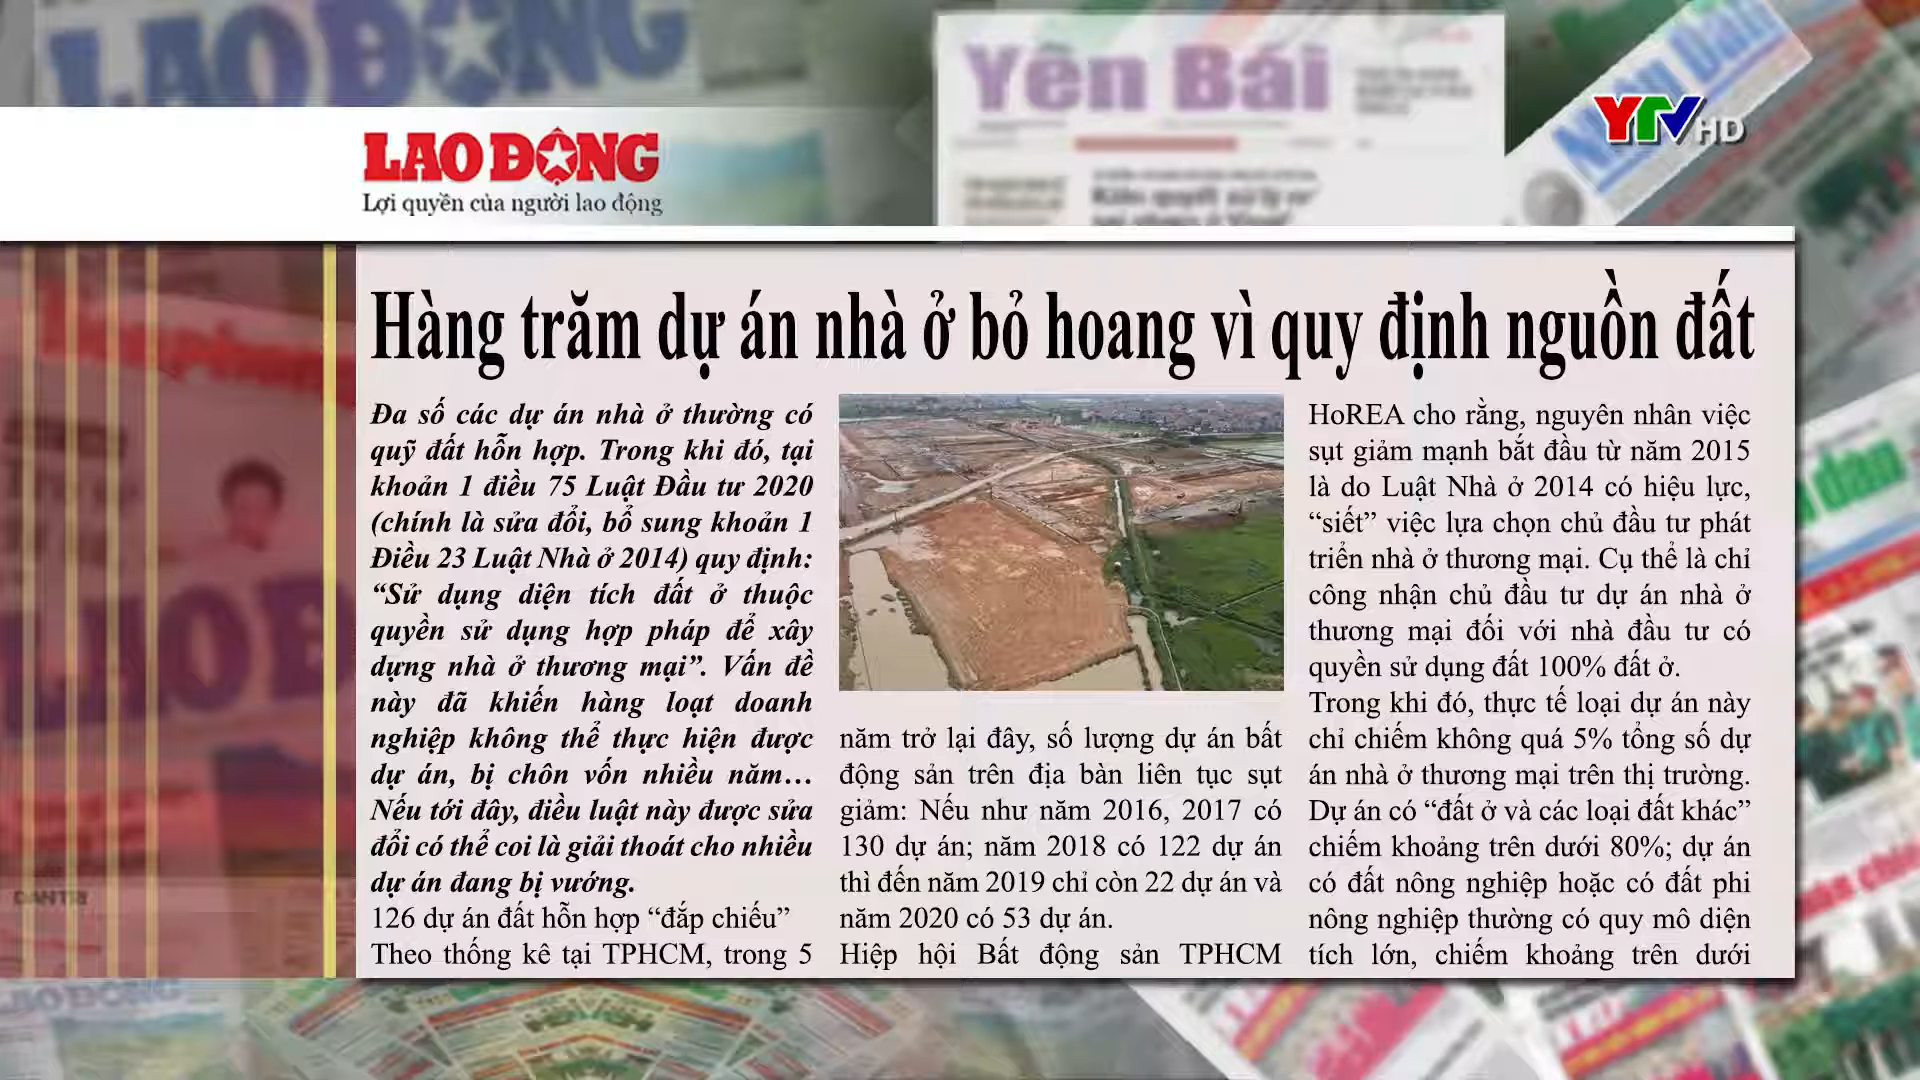 LAO ĐỘNG
Yên Bái
Nhân Dân
YTV HD
LAO ĐỘNG
Lợi quyền của người lao động
Hàng trăm dự án nhà ở bỏ hoang vì quy định nguồn đất
Đa số các dự án nhà ở thường có
quỹ đất hỗn hợp. Trong khi đó, tại
khoản 1 điều 75 Luật Đầu tư 2020
(chính là sửa đổi, bổ sung khoản 1
Điều 23 Luật Nhà ở 2014) quy định:
“Sử dụng diện tích đất ở thuộc
quyền sử dụng hợp pháp để xây
dựng nhà ở thương mại”. Vấn đề
này đã khiến hàng loạt doanh
nghiệp không thể thực hiện được
dự án, bị chôn vốn nhiều năm…
Nếu tới đây, điều luật này được sửa
đổi có thể coi là giải thoát cho nhiều
dự án đang bị vướng.
126 dự án đất hỗn hợp “đắp chiếu”
Theo thống kê tại TPHCM, trong 5
năm trở lại đây, số lượng dự án bất
động sản trên địa bàn liên tục sụt
giảm: Nếu như năm 2016, 2017 có
130 dự án; năm 2018 có 122 dự án
thì đến năm 2019 chỉ còn 22 dự án và
năm 2020 có 53 dự án.
Hiệp hội Bất động sản TPHCM
HoREA cho rằng, nguyên nhân việc
sụt giảm mạnh bắt đầu từ năm 2015
là do Luật Nhà ở 2014 có hiệu lực,
“siết” việc lựa chọn chủ đầu tư phát
triển nhà ở thương mại. Cụ thể là chỉ
công nhận chủ đầu tư dự án nhà ở
thương mại đối với nhà đầu tư có
quyền sử dụng đất 100% đất ở.
Trong khi đó, thực tế loại dự án này
chỉ chiếm không quá 5% tổng số dự
án nhà ở thương mại trên thị trường.
Dự án có “đất ở và các loại đất khác”
chiếm khoảng trên dưới 80%; dự án
có đất nông nghiệp hoặc có đất phi
nông nghiệp thường có quy mô diện
tích lớn, chiếm khoảng trên dưới